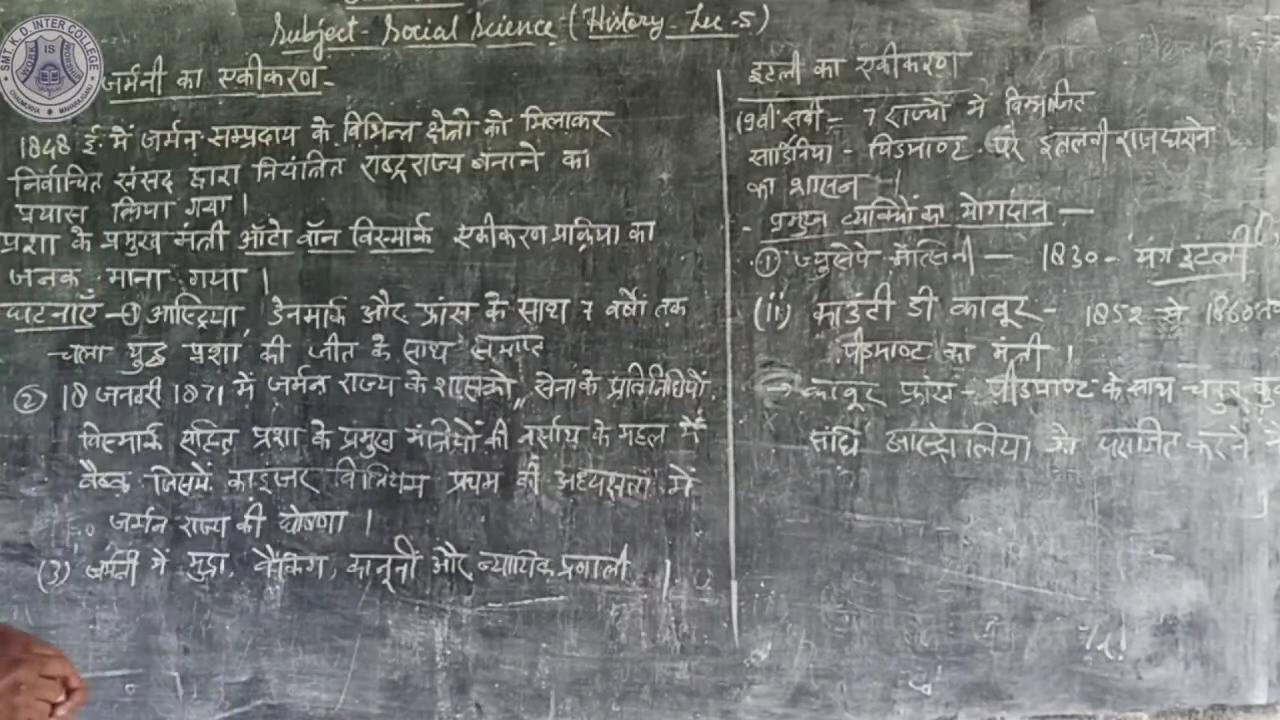 SMT. K. D. INTER COLLEGE
WORK IS WORSHIP
Subject - Social Science - (History - Lec - 5)
जर्मनी का एकीकरण -
1848 ई. में जर्मन सम्प्रदाय के विभिन्न क्षेत्रों को मिलाकर
निर्वाचित संसद द्वारा नियंत्रित राष्ट्र राज्य बनाने का
प्रयास किया गया।
प्रशा के प्रमुख मंत्री ऑटो वॉन विस्मार्क एकीकरण प्रक्रिया का
जनक माना गया।
घटनाएँ - ① आस्ट्रिया, डेनमार्क और फ्रांस के साथ 7 वर्षों तक
चला युद्ध प्रशा की जीत के साथ समाप्त
② 18 जनवरी 1871 में जर्मन राज्य के शासको,, सेना के प्रतिनिधियों
विस्मार्क सहित प्रशा के प्रमुख मंत्रियों की वर्साय के महल में
बैठक जिसमें काइजर विलियम प्रथम की अध्यक्षता में
जर्मन राज्य की घोषणा।
(3) जर्मनी में मुद्रा, बैंकिंग, कानूनी और न्यायिक प्रनाली
इटली का एकीकरण
19वी सदी - 7 राज्यो में विभाजित
सार्डिनिया - पिडमाण्ट पर इतालवी राजघराने
का शासन -।
- प्रमुख व्यक्तियों का योगदान —
① ज्युसेपे मेत्सिनी — 1830 - यंग इटली
(ii) काउंटी डी कावूर - 1852 से 1860
पीडमाण्ट का मंत्री।
→ कावूर फ्रांस - पीडमाण्ट के साथ चतुर
संधि आस्ट्रेलिया को पराजित करने